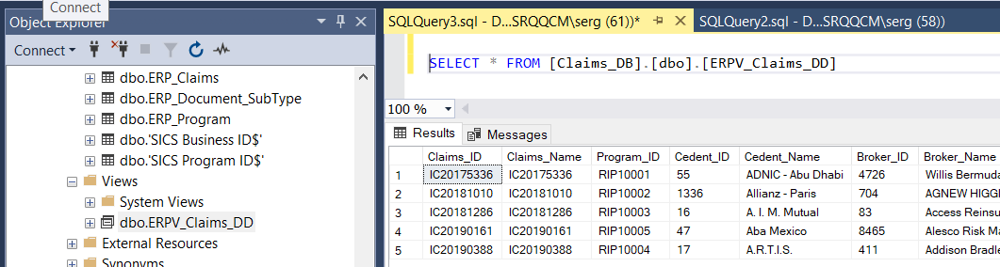 Connect
Object Explorer
Connect
dbo.ERP_Claims
dbo.ERP_Document_SubType
dbo.ERP_Program
dbo.'SICS Business ID$'
dbo.'SICS Program ID$'
Views
System Views
dbo.ERPV_Claims_DD
External Resources
Synonyms
SQLQuery3.sql - D...SRQQCM\serg (61))* SQLQuery2.sql - D...SRQQCM\serg (58))
SELECT * FROM [Claims_DB].[dbo].[ERPV_Claims_DD]
100 %
Results Messages
Claims_ID Claims_Name Program_ID Cedent_ID Cedent_Name Broker_ID Broker_Name
1 IC20175336 IC20175336 RIP10001 55 ADNIC - Abu Dhabi 4726 Willis Bermuda
2 IC20181010 IC20181010 RIP10002 1336 Allianz - Paris 704 AGNEW HIGG
3 IC20181286 IC20181286 RIP10003 16 A. I. M. Mutual 83 Access Reinsu
4 IC20190161 IC20190161 RIP10005 47 Aba Mexico 8465 Alesco Risk Ma
5 IC20190388 IC20190388 RIP10004 17 A.R.T.I.S. 411 Addison Bradle